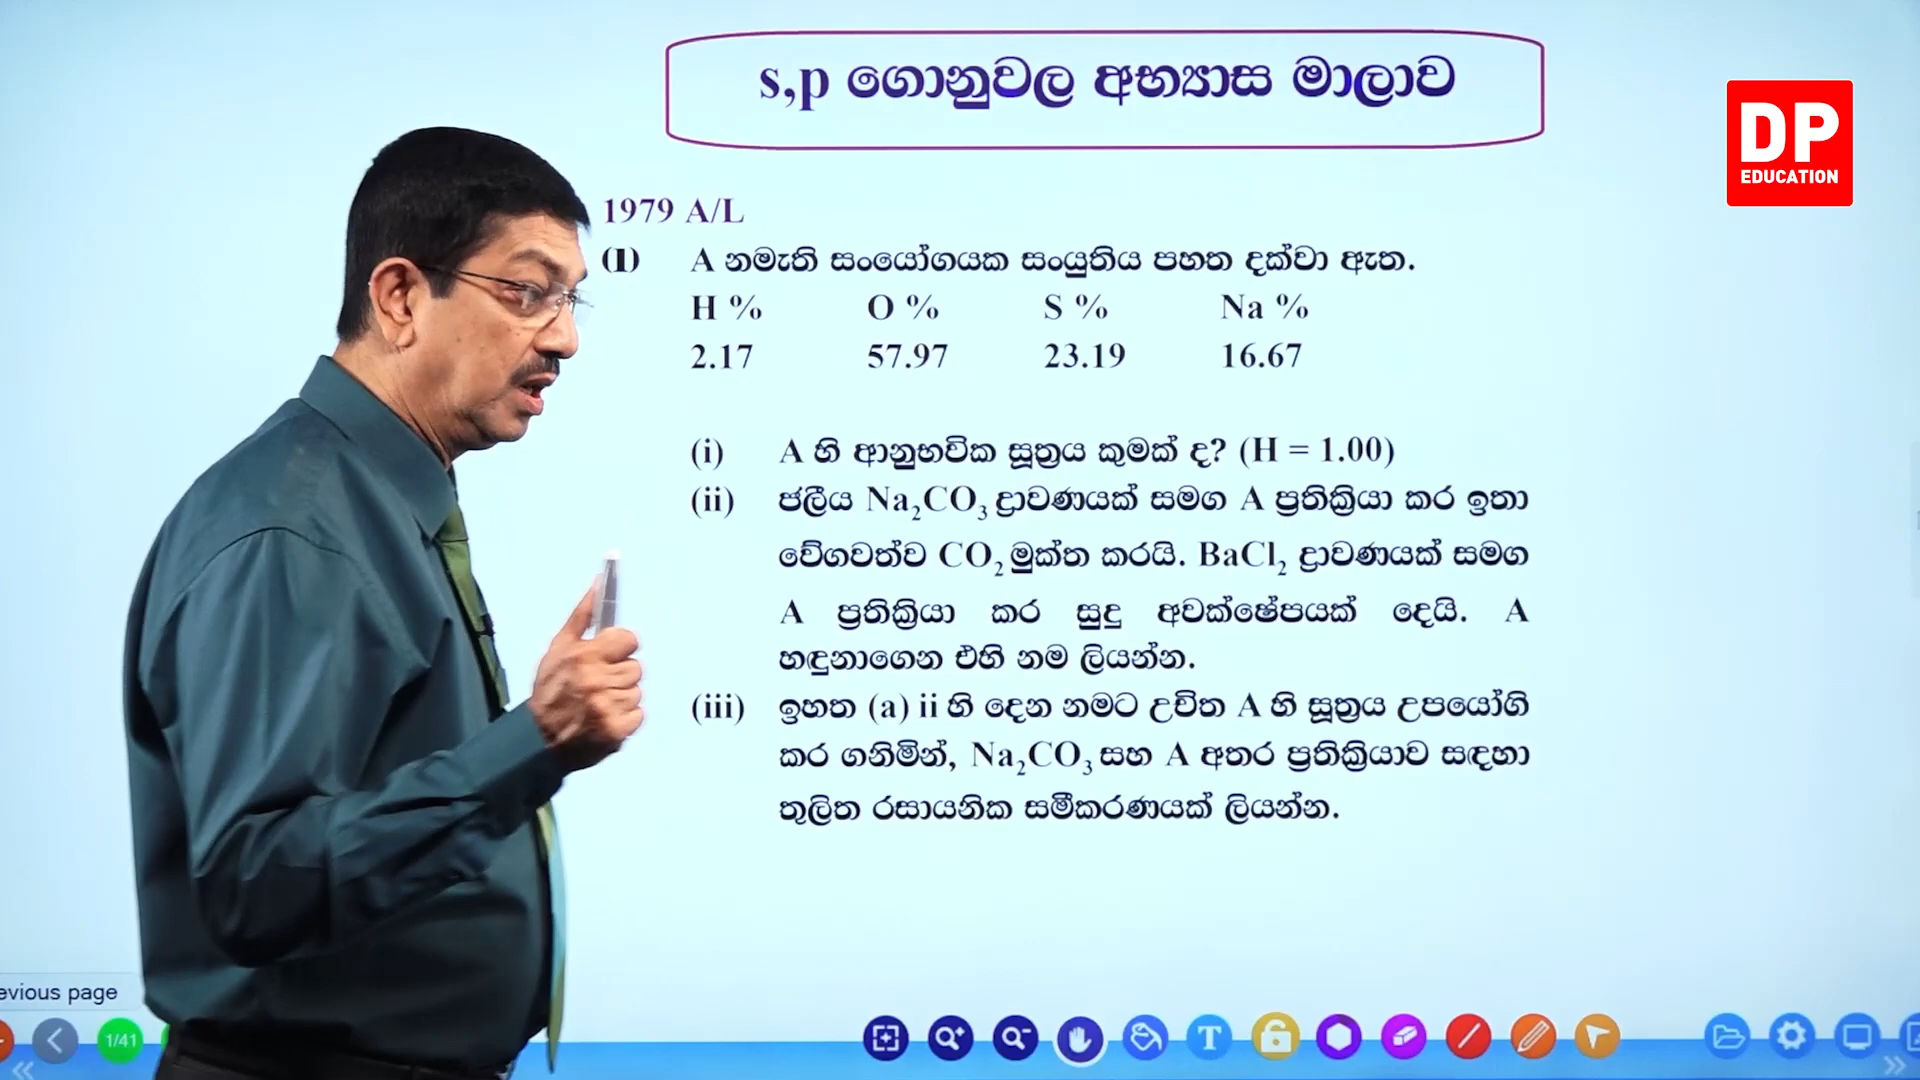 s,p ගොනුවල අභ්‍යාස මාලාව
DP
EDUCATION
1979 A/L
(1) A නමැති සංයෝගයක සංයුතිය පහත දක්වා ඇත.
H % O % S % Na %
2.17 57.97 23.19 16.67
(i) A හි ආනුභවික සූත්‍රය කුමක් ද? (H = 1.00)
(ii) ජලීය Na₂CO₃ ද්‍රාවණයක් සමග A ප්‍රතික්‍රියා කර ඉතා
වේගවත්ව CO₂ මුක්ත කරයි. BaCl₂ ද්‍රාවණයක් සමග
A ප්‍රතික්‍රියා කර සුදු අවක්ෂේපයක් දෙයි. A
හඳුනාගෙන එහි නම ලියන්න.
(iii) ඉහත (a) ii හි දෙන නමට උචිත A හි සූත්‍රය උපයෝගි
කර ගනිමින්, Na₂CO₃ සහ A අතර ප්‍රතික්‍රියාව සඳහා
තුලිත රසායනික සමීකරණයක් ලියන්න.
evious page
1/41
T